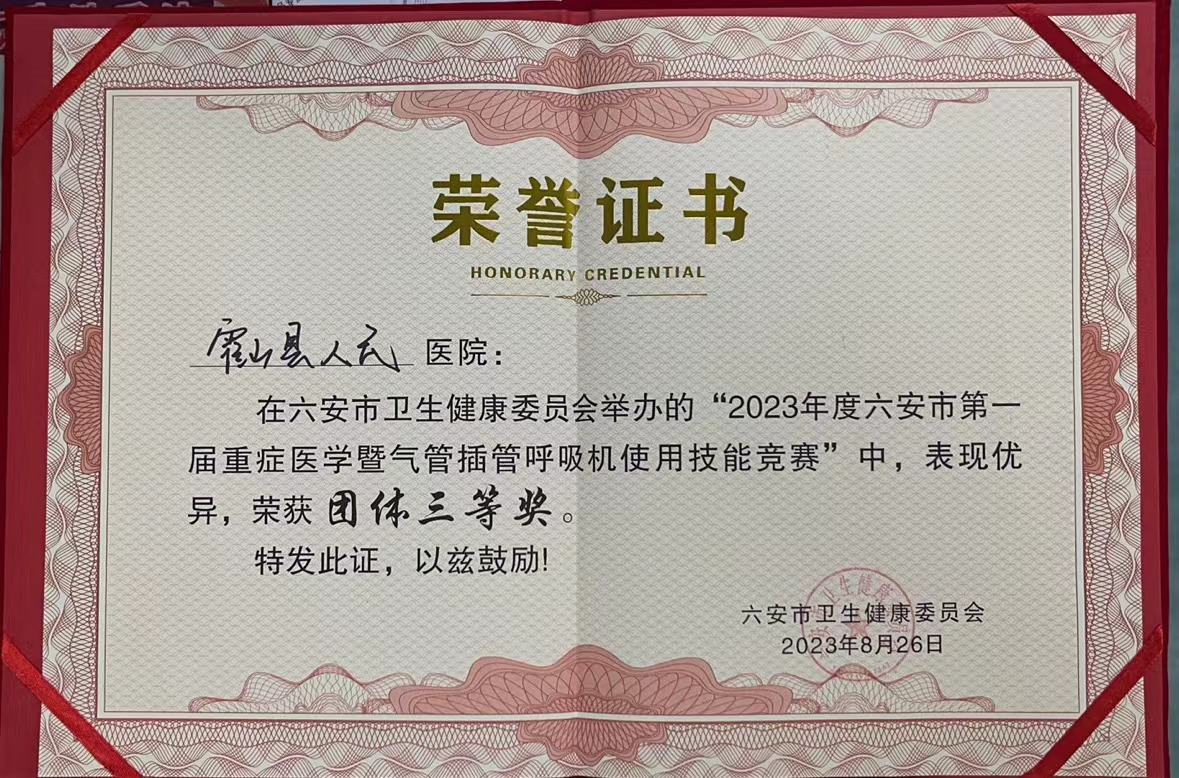 荣誉证书
HONORARY CREDENTIAL
霍山县人民 医院：
在六安市卫生健康委员会举办的“2023年度六安市第一
届重症医学暨气管插管呼吸机使用技能竞赛”中，表现优
异，荣获 团体三等奖。
特发此证，以兹鼓励!
六安市卫生健康委员会
2023年8月26日